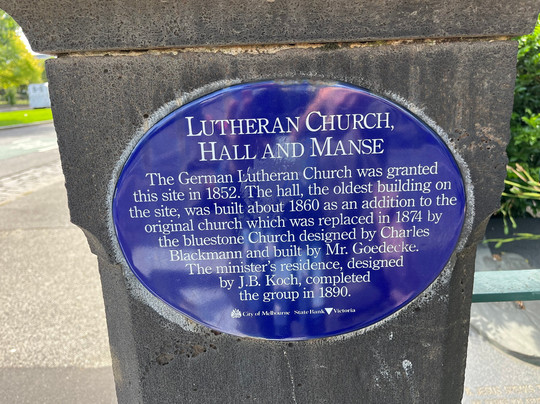 LUTHERAN CHURCH,
HALL AND MANSE
The German Lutheran Church was granted
this site in 1852. The hall, the oldest building on
the site, was built about 1860 as an addition to the
original church which was replaced in 1874 by
the bluestone Church designed by Charles
Blackmann and built by Mr. Goedecke.
The minister's residence, designed
by J.B. Koch, completed
the group in 1890.
City of Melbourne State Bank Victoria